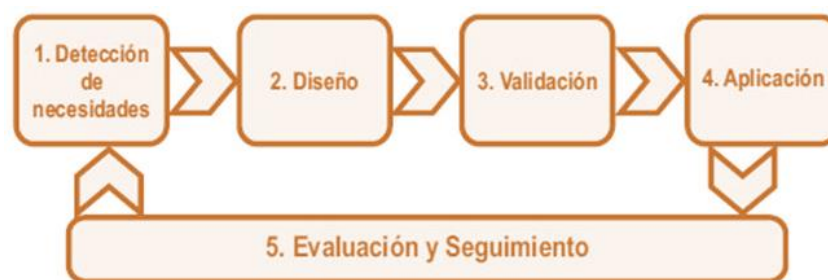 1. Detección
de
necesidades
2. Diseño
3. Validación
4. Aplicación
5. Evaluación y Seguimiento